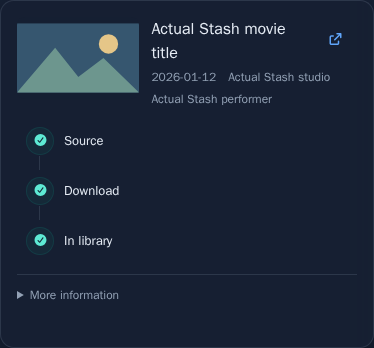 Actual Stash movie
title
2026-01-12 Actual Stash studio
Actual Stash performer
Source
Download
In library
More information